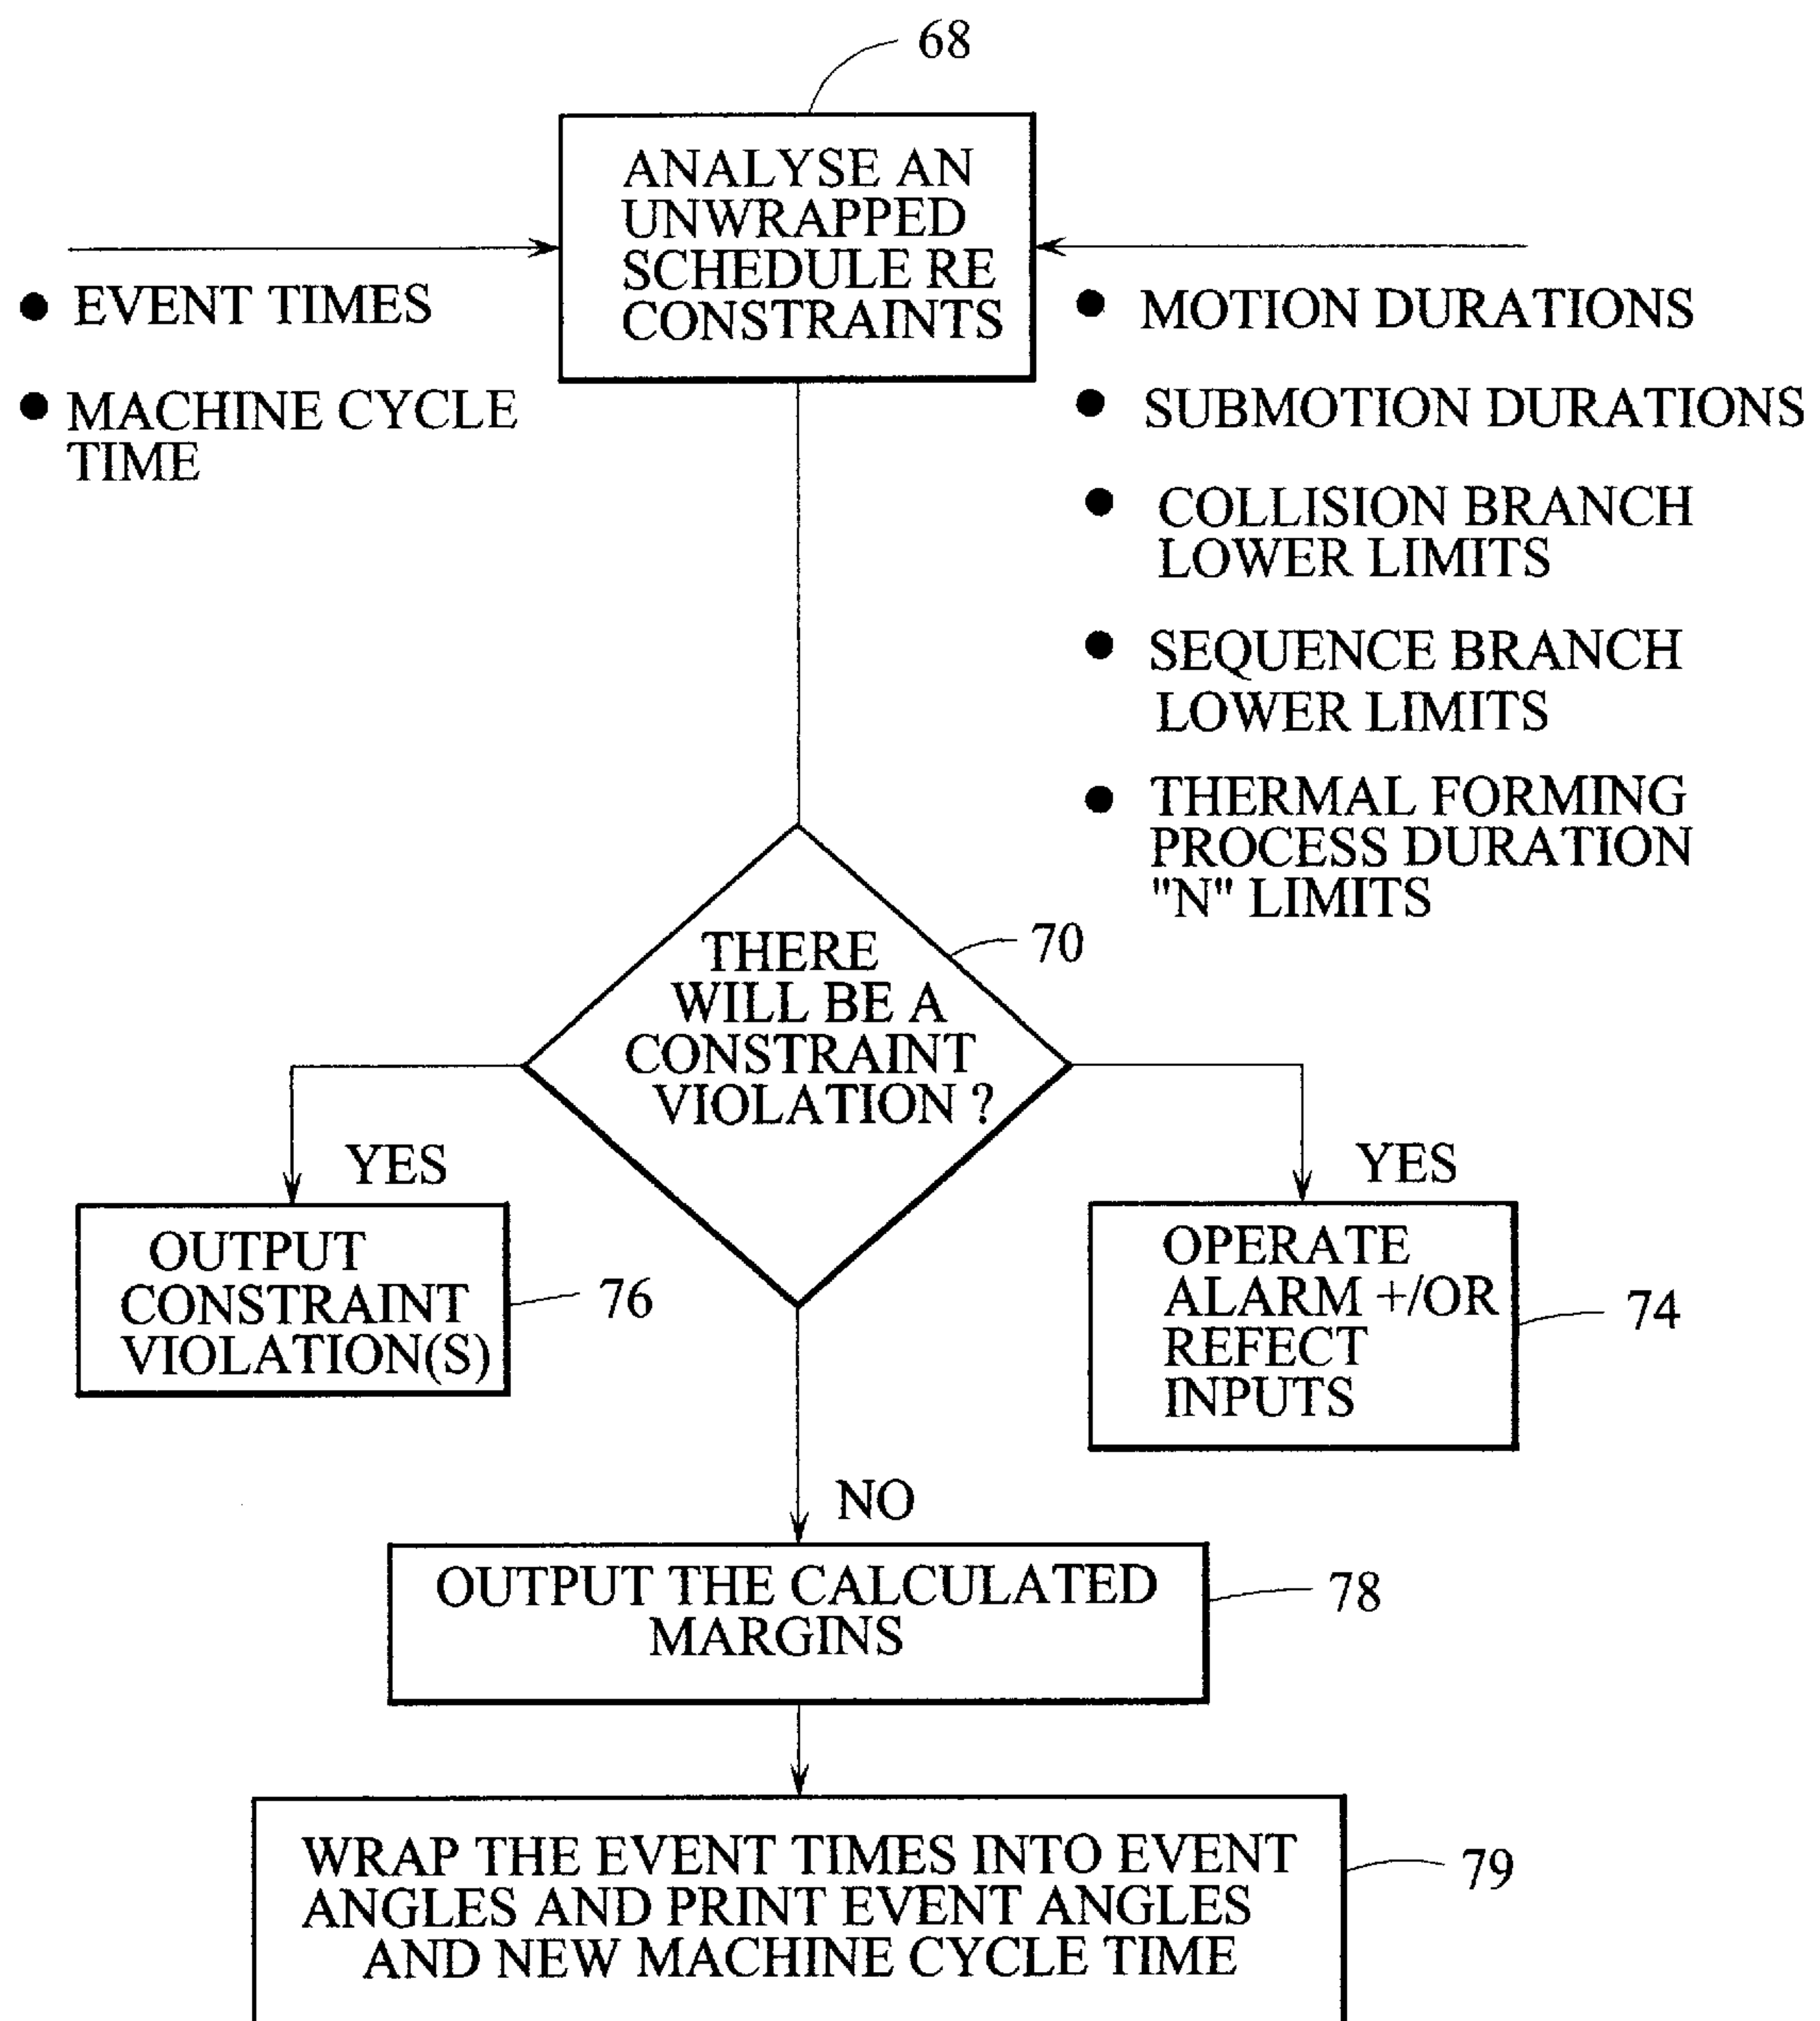 68
ANALYSE AN
UNWRAPPED
SCHEDULE RE
CONSTRAINTS
● EVENT TIMES
● MACHINE CYCLE
TIME
● MOTION DURATIONS
● SUBMOTION DURATIONS
● COLLISION BRANCH
LOWER LIMITS
● SEQUENCE BRANCH
LOWER LIMITS
● THERMAL FORMING
PROCESS DURATION
"N" LIMITS
70
THERE
WILL BE A
CONSTRAINT
VIOLATION ?
YES
YES
OUTPUT
CONSTRAINT
VIOLATION(S)
76
OPERATE
ALARM +/OR
REFECT
INPUTS
74
NO
OUTPUT THE CALCULATED
MARGINS
78
WRAP THE EVENT TIMES INTO EVENT
ANGLES AND PRINT EVENT ANGLES
AND NEW MACHINE CYCLE TIME
79